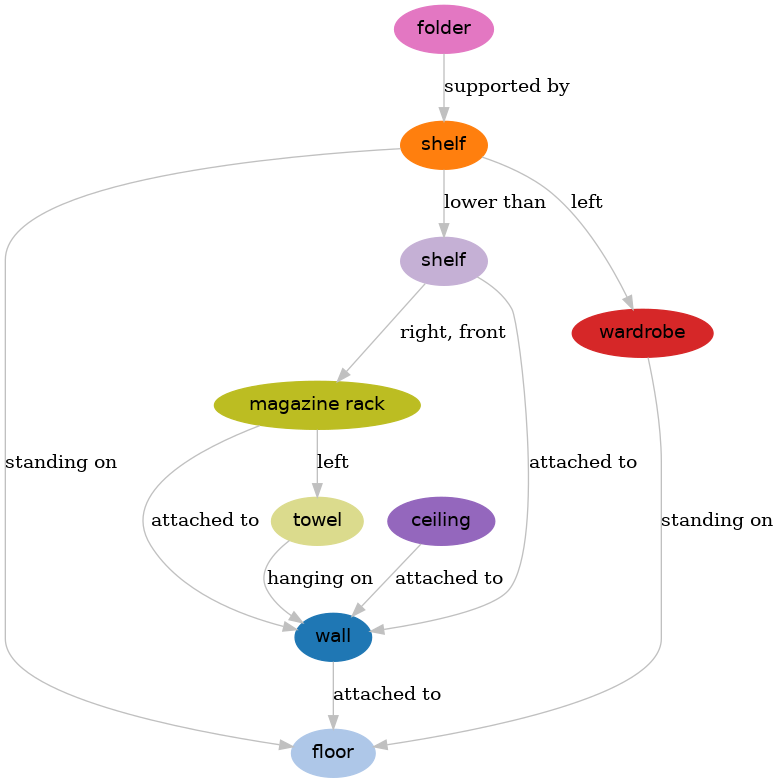 folder
supported by
shelf
lower than
left
shelf
right, front
wardrobe
magazine rack
standing on
left
attached to
attached to
towel
ceiling
standing on
hanging on
attached to
wall
attached to
floor